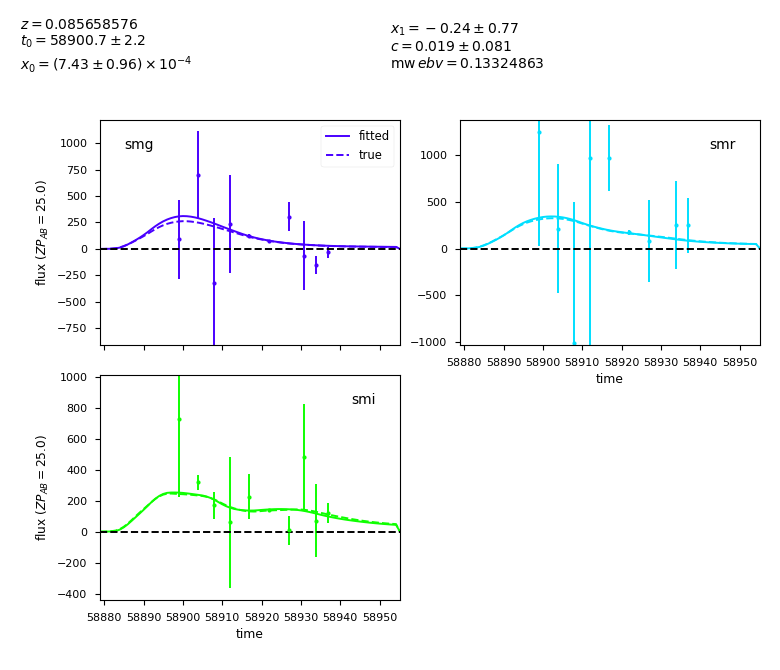 z = 0.085658576
t₀ = 58900.7 ± 2.2
x₀ = (7.43 ± 0.96) × 10⁻⁴
x₁ = −0.24 ± 0.77
c = 0.019 ± 0.081
mw ebv = 0.13324863
smg
fitted
true
1000
750
500
250
0
−250
−500
−750
flux (ZP_AB = 25.0)
smr
1000
500
0
−500
−1000
58880 58890 58900 58910 58920 58930 58940 58950
time
smi
1000
800
600
400
200
0
−200
−400
flux (ZP_AB = 25.0)
58880 58890 58900 58910 58920 58930 58940 58950
time